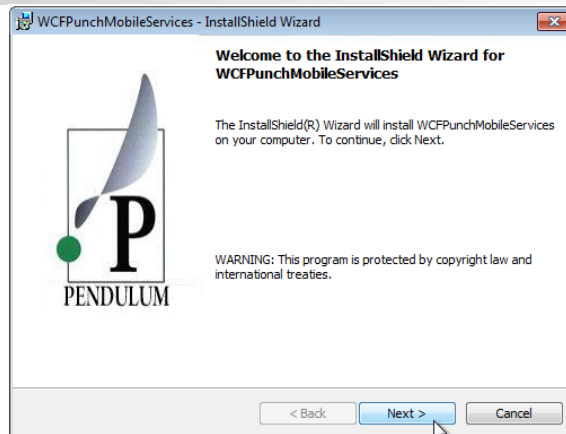 WCFPunchMobileServices - InstallShield Wizard
Welcome to the InstallShield Wizard for
WCFPunchMobileServices
The InstallShield(R) Wizard will install WCFPunchMobileServices
on your computer. To continue, click Next.
P
PENDULUM
WARNING: This program is protected by copyright law and
international treaties.
< Back
Next >
Cancel